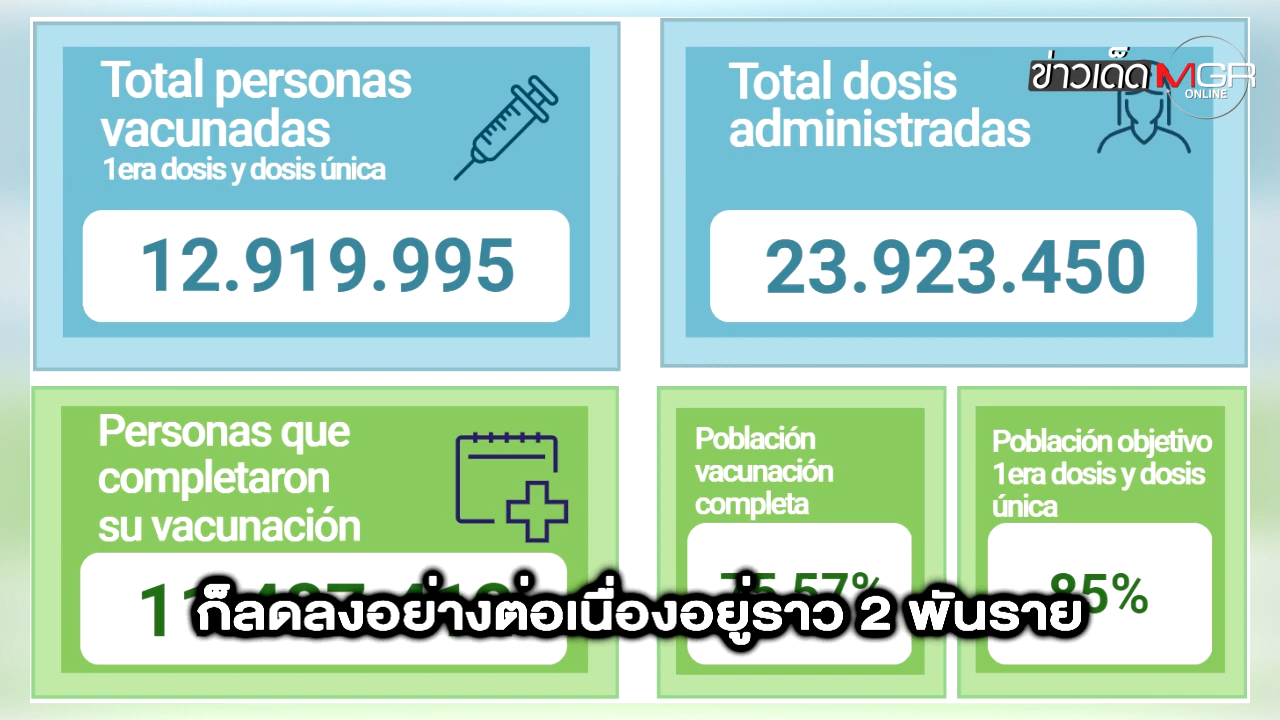 Total personas
vacunadas
1era dosis y dosis única
12.919.995
Total dosis
administradas
23.923.450
ข่าวเด็ด MGR
ONLINE
Personas que
completaron
su vacunación
Población
vacunación
completa
Población objetivo
1era dosis y dosis
única
85%
ก็ลดลงอย่างต่อเนื่องอยู่ราว 2 พันราย